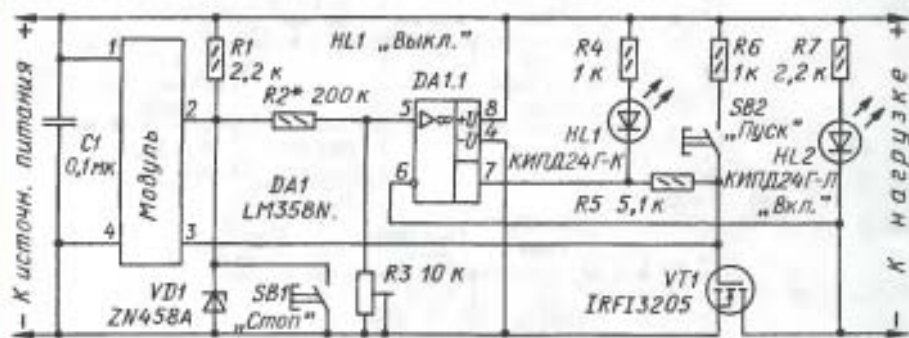 +
К источн. питания
-
C1
0,1 мк
1
2
3
4
Модуль
R1
2,2 к
R2* 200 к
HL1 „Выкл.”
DA1.1
5
6
▷∞
+U
-U
8
4
7
DA1
LM358N.
VD1
ZN458A
SB1
„Стоп”
R3 10 к
R4
1 к
HL1
КИПД24Г-К
R5 5,1 к
R6
1к
SB2
„Пуск”
R7
2,2 к
HL2
КИПД24Г-Л
„Вкл.”
VT1
IRFI3205
+
К нагрузке
-